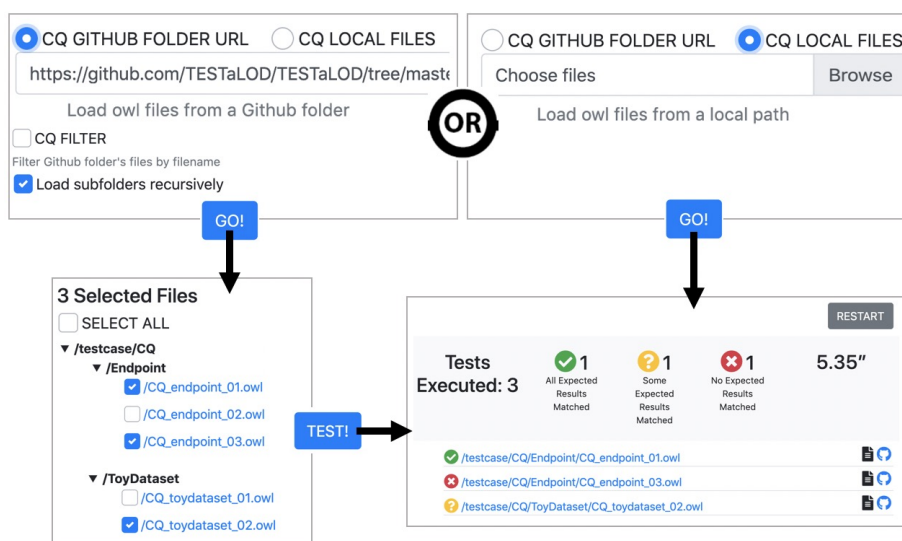 CQ GITHUB FOLDER URL CQ LOCAL FILES
https://github.com/TESTaLOD/TESTaLOD/tree/maste
Load owl files from a Github folder
CQ FILTER
Filter Github folder's files by filename
Load subfolders recursively
GO!
OR
CQ GITHUB FOLDER URL CQ LOCAL FILES
Choose files Browse
Load owl files from a local path
GO!
3 Selected Files
SELECT ALL
/testcase/CQ
/Endpoint
/CQ_endpoint_01.owl
/CQ_endpoint_02.owl
/CQ_endpoint_03.owl
/ToyDataset
/CQ_toydataset_01.owl
/CQ_toydataset_02.owl
TEST!
RESTART
Tests
Executed: 3
1
All Expected
Results
Matched
1
Some
Expected
Results
Matched
1
No Expected
Results
Matched
5.35”
/testcase/CQ/Endpoint/CQ_endpoint_01.owl
/testcase/CQ/Endpoint/CQ_endpoint_03.owl
/testcase/CQ/ToyDataset/CQ_toydataset_02.owl